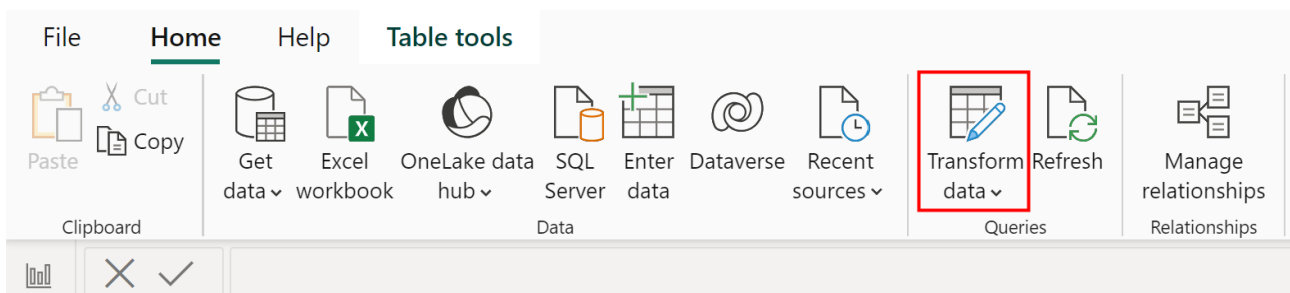 File Home Help Table tools
Cut
Copy
Paste
Get data
Excel workbook
OneLake data hub
SQL Server
Enter data
Dataverse
Recent sources
Transform data
Refresh
Manage relationships
Clipboard
Data
Queries
Relationships